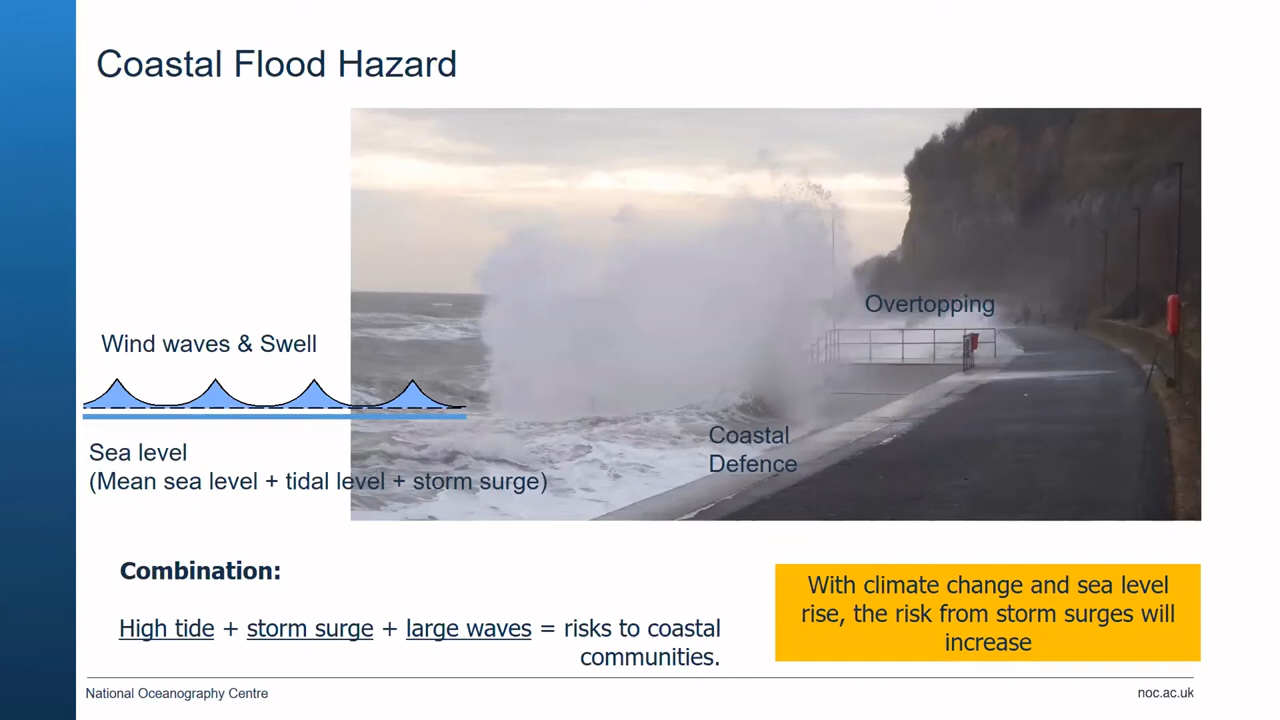 Coastal Flood Hazard
Overtopping
Wind waves & Swell
Coastal
Defence
Sea level
(Mean sea level + tidal level + storm surge)
Combination:
High tide + storm surge + large waves = risks to coastal
communities.
With climate change and sea level
rise, the risk from storm surges will
increase
National Oceanography Centre
noc.ac.uk